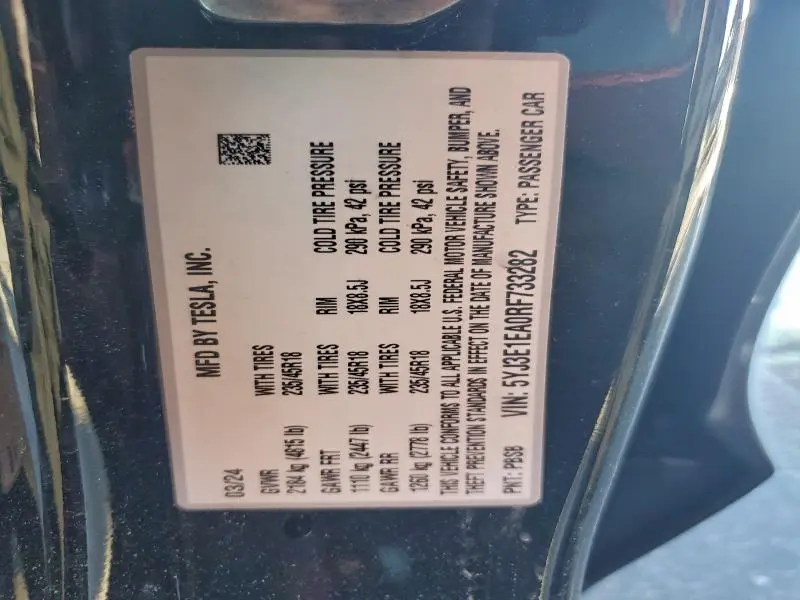 MFD BY TESLA, INC.
03/24
GVWR WITH TIRES
2184 kg (4815 lb) 235/45R18
GAWR FRT WITH TIRES RIM COLD TIRE PRESSURE
1110 kg (2447 lb) 235/45R18 18X8.5J 290 kPa, 42 psi
GAWR RR WITH TIRES RIM COLD TIRE PRESSURE
1260 kg (2778 lb) 235/45R18 18X8.5J 290 kPa, 42 psi
THIS VEHICLE CONFORMS TO ALL APPLICABLE U.S. FEDERAL MOTOR VEHICLE SAFETY, BUMPER, AND
THEFT PREVENTION STANDARDS IN EFFECT ON THE DATE OF MANUFACTURE SHOWN ABOVE.
PNT: PBSB VIN: 5YJ3E1EA0RF733282 TYPE: PASSENGER CAR